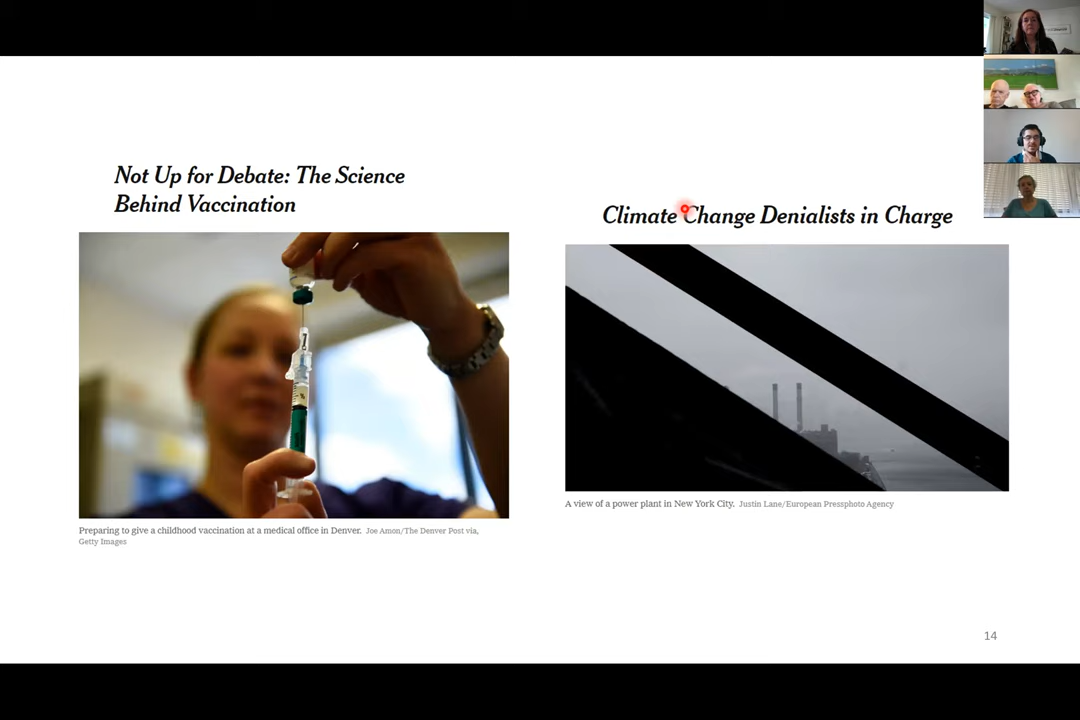 Not Up for Debate: The Science
Behind Vaccination
Preparing to give a childhood vaccination at a medical office in Denver. Joe Amon/The Denver Post via,
Getty Images
Climate Change Denialists in Charge
A view of a power plant in New York City. Justin Lane/European Pressphoto Agency
14